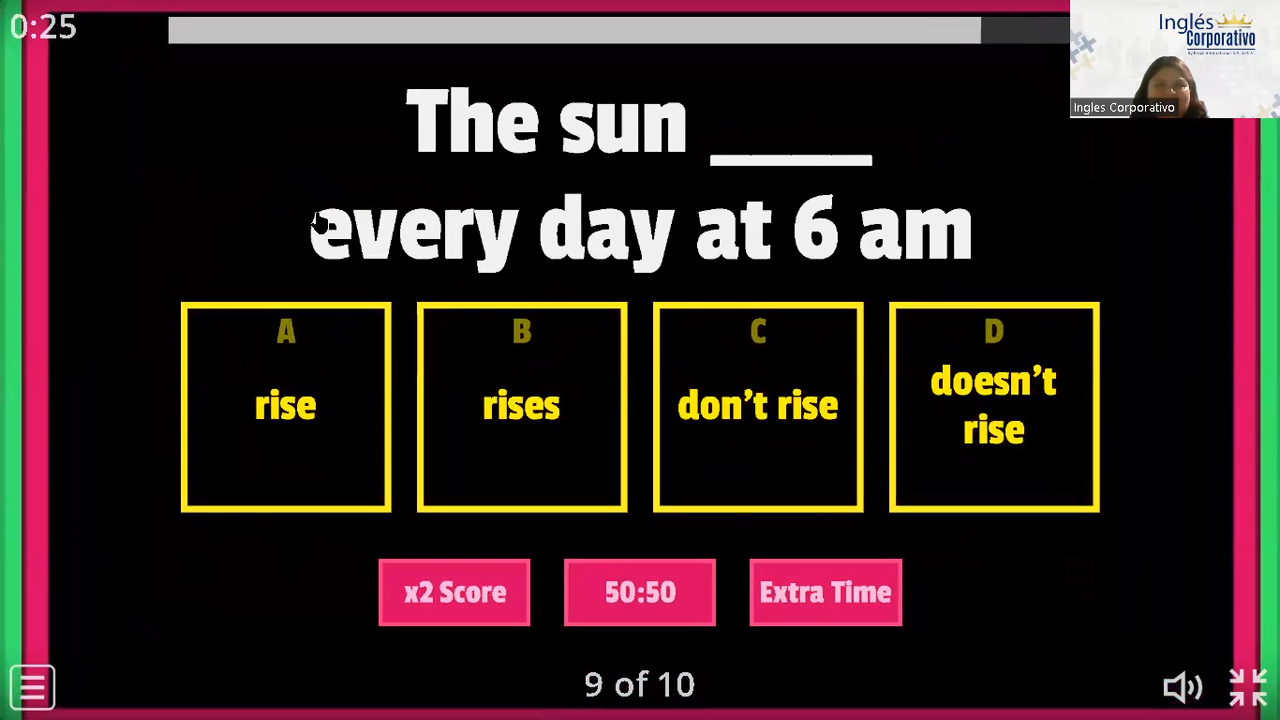 0:25
Inglés
Corporativo
Ingles Corporativo
The sun ____
every day at 6 am
A
rise
B
rises
C
don't rise
D
doesn't
rise
x2 Score
50:50
Extra Time
9 of 10